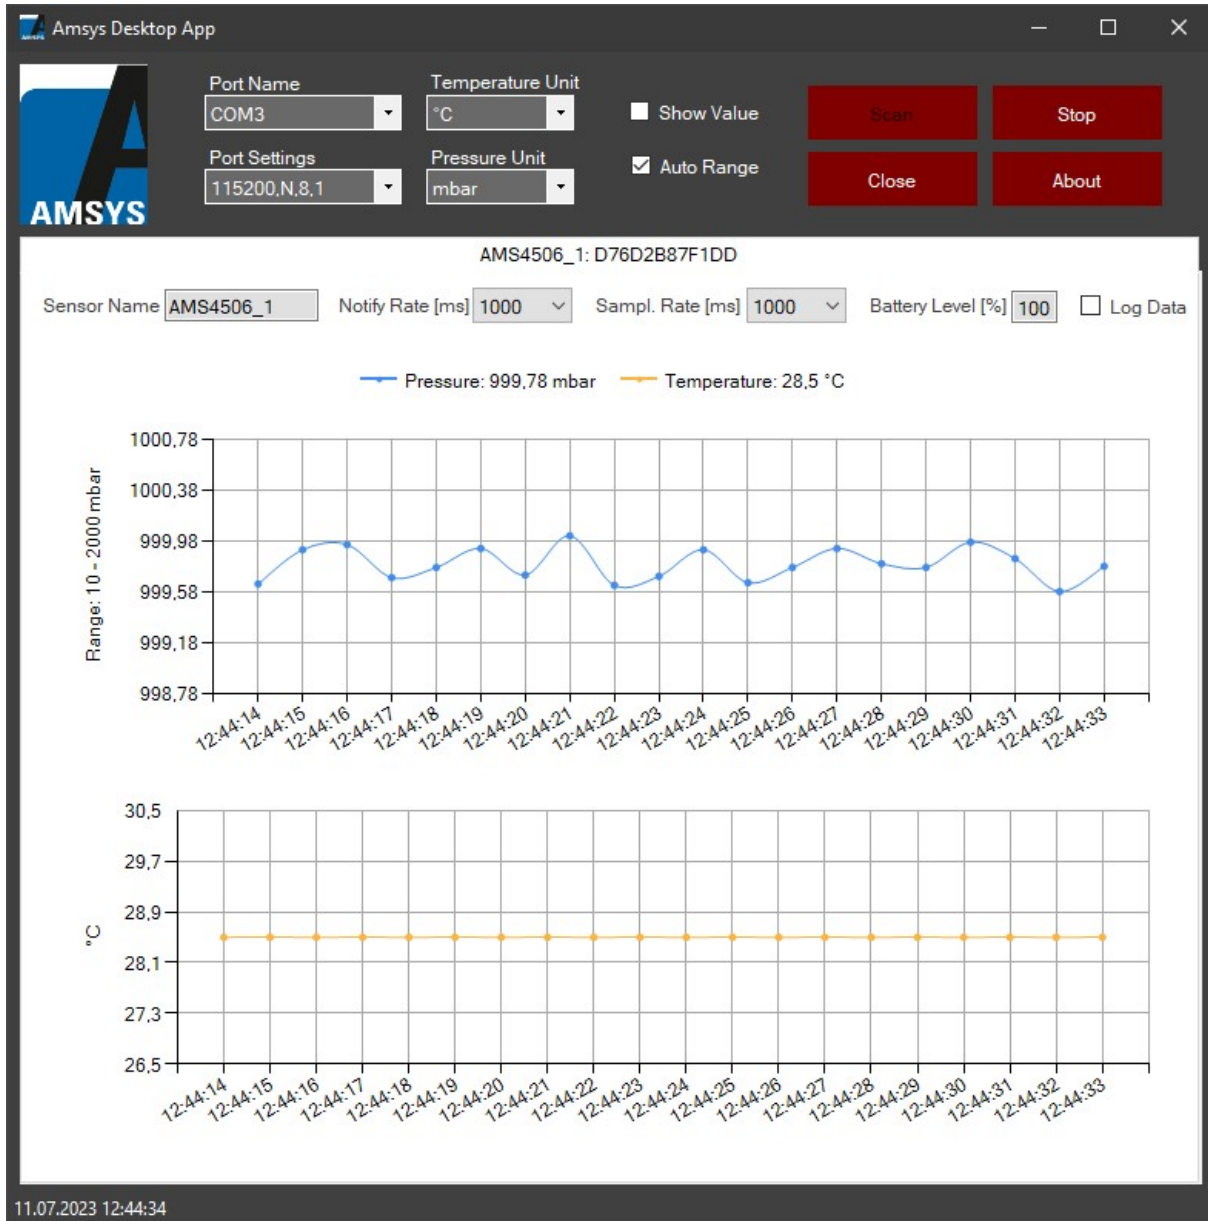 Amsys Desktop App
AMSYS
Port Name
COM3
Temperature Unit
°C
Port Settings
115200,N,8,1
Pressure Unit
mbar
Show Value
Auto Range
Scan
Stop
Close
About
AMS4506_1: D76D2B87F1DD
Sensor Name AMS4506_1 Notify Rate [ms] 1000 Sampl. Rate [ms] 1000 Battery Level [%] 100 Log Data
Pressure: 999,78 mbar Temperature: 28,5 °C
Range: 10 - 2000 mbar
1000,78
1000,38
999,98
999,58
999,18
998,78
12:44:14 12:44:15 12:44:16 12:44:17 12:44:18 12:44:19 12:44:20 12:44:21 12:44:22 12:44:23 12:44:24 12:44:25 12:44:26 12:44:27 12:44:28 12:44:29 12:44:30 12:44:31 12:44:32 12:44:33
°C
30,5
29,7
28,9
28,1
27,3
26,5
12:44:14 12:44:15 12:44:16 12:44:17 12:44:18 12:44:19 12:44:20 12:44:21 12:44:22 12:44:23 12:44:24 12:44:25 12:44:26 12:44:27 12:44:28 12:44:29 12:44:30 12:44:31 12:44:32 12:44:33
11.07.2023 12:44:34